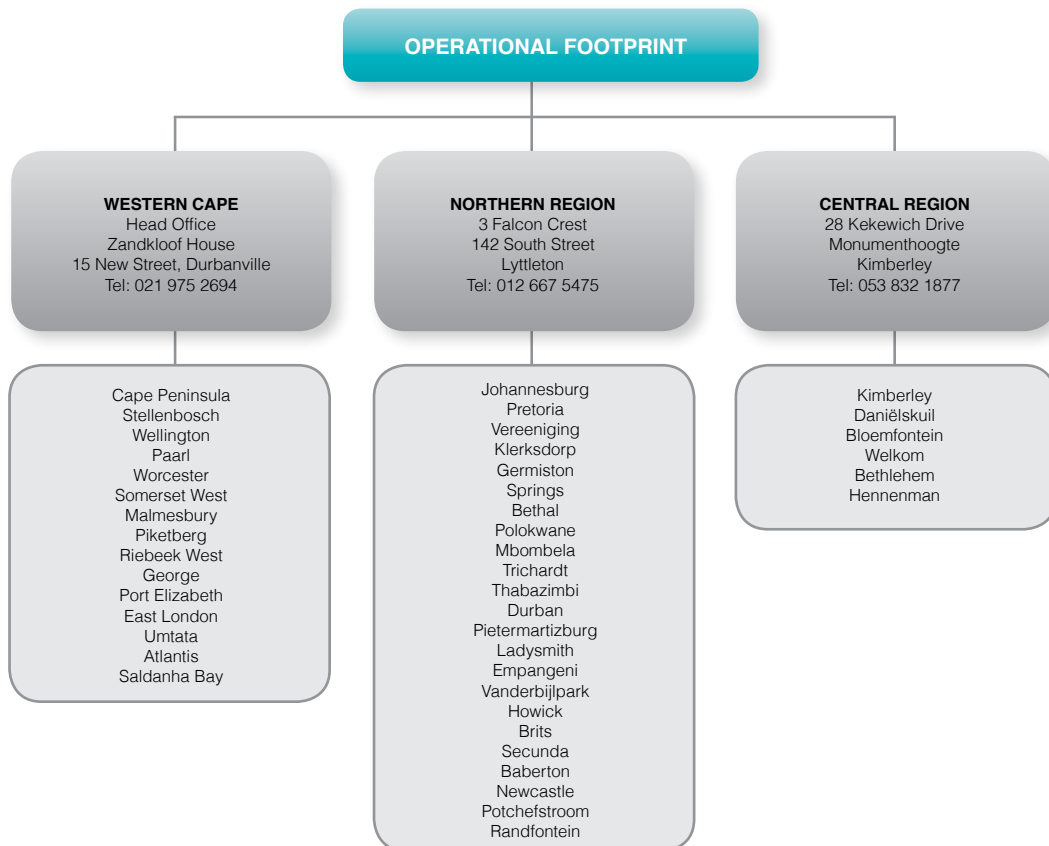 OPERATIONAL FOOTPRINT
WESTERN CAPE
Head Office
Zandkloof House
15 New Street, Durbanville
Tel: 021 975 2694
NORTHERN REGION
3 Falcon Crest
142 South Street
Lyttleton
Tel: 012 667 5475
CENTRAL REGION
28 Kekewich Drive
Monumenthoogte
Kimberley
Tel: 053 832 1877
Cape Peninsula
Stellenbosch
Wellington
Paarl
Worcester
Somerset West
Malmesbury
Piketberg
Riebeek West
George
Port Elizabeth
East London
Umtata
Atlantis
Saldanha Bay
Johannesburg
Pretoria
Vereeniging
Klerksdorp
Germiston
Springs
Bethal
Polokwane
Mbombela
Trichardt
Thabazimbi
Durban
Pietermartizburg
Ladysmith
Empangeni
Vanderbijlpark
Howick
Brits
Secunda
Baberton
Newcastle
Potchefstroom
Randfontein
Kimberley
Daniëlskuil
Bloemfontein
Welkom
Bethlehem
Hennenman